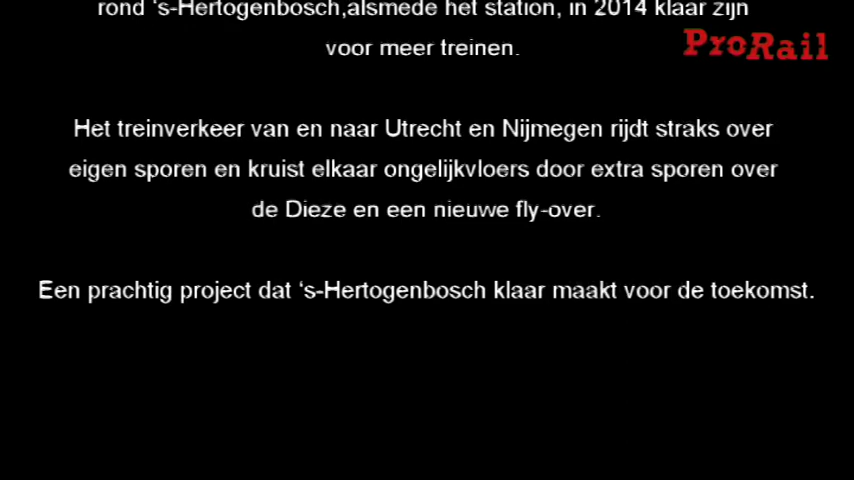 rond ‘s-Hertogenbosch,alsmede het station, in 2014 klaar zijn
voor meer treinen.
ProRail
Het treinverkeer van en naar Utrecht en Nijmegen rijdt straks over
eigen sporen en kruist elkaar ongelijkvloers door extra sporen over
de Dieze en een nieuwe fly-over.
Een prachtig project dat ‘s-Hertogenbosch klaar maakt voor de toekomst.